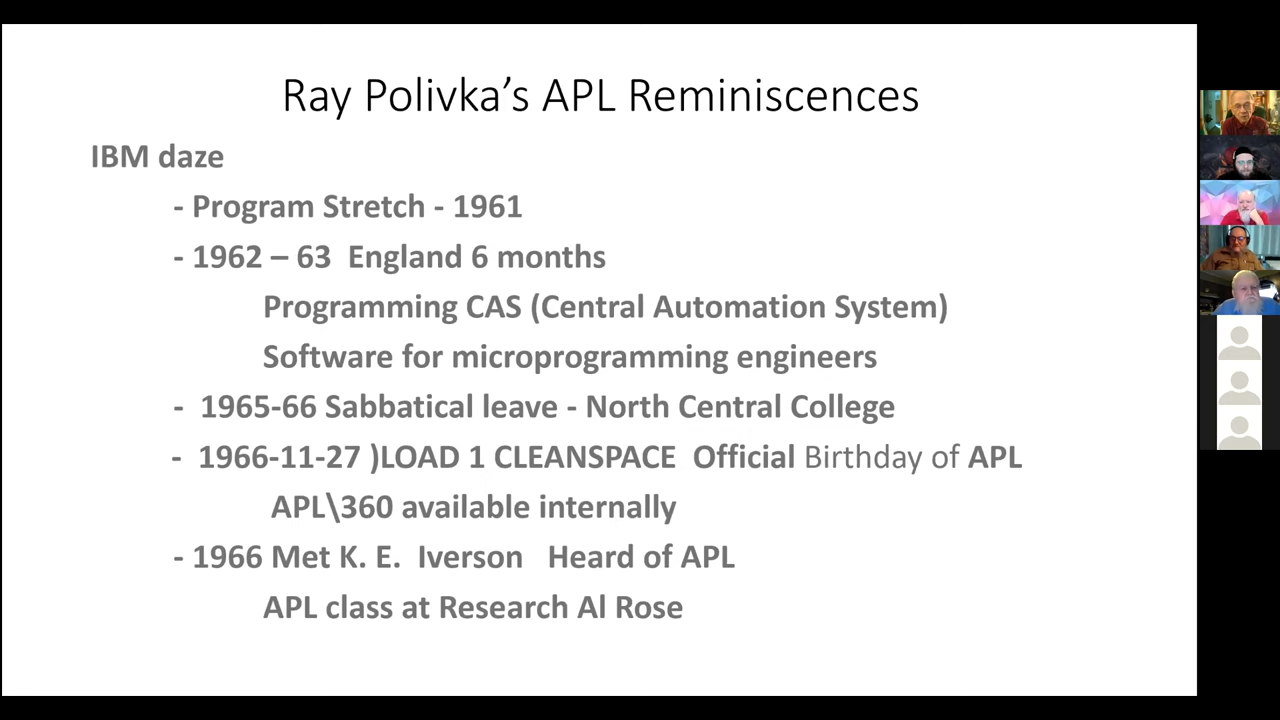 Ray Polivka’s APL Reminiscences
IBM daze
- Program Stretch - 1961
- 1962 – 63 England 6 months
Programming CAS (Central Automation System)
Software for microprogramming engineers
- 1965-66 Sabbatical leave - North Central College
- 1966-11-27 )LOAD 1 CLEANSPACE Official Birthday of APL
APL\360 available internally
- 1966 Met K. E. Iverson Heard of APL
APL class at Research Al Rose